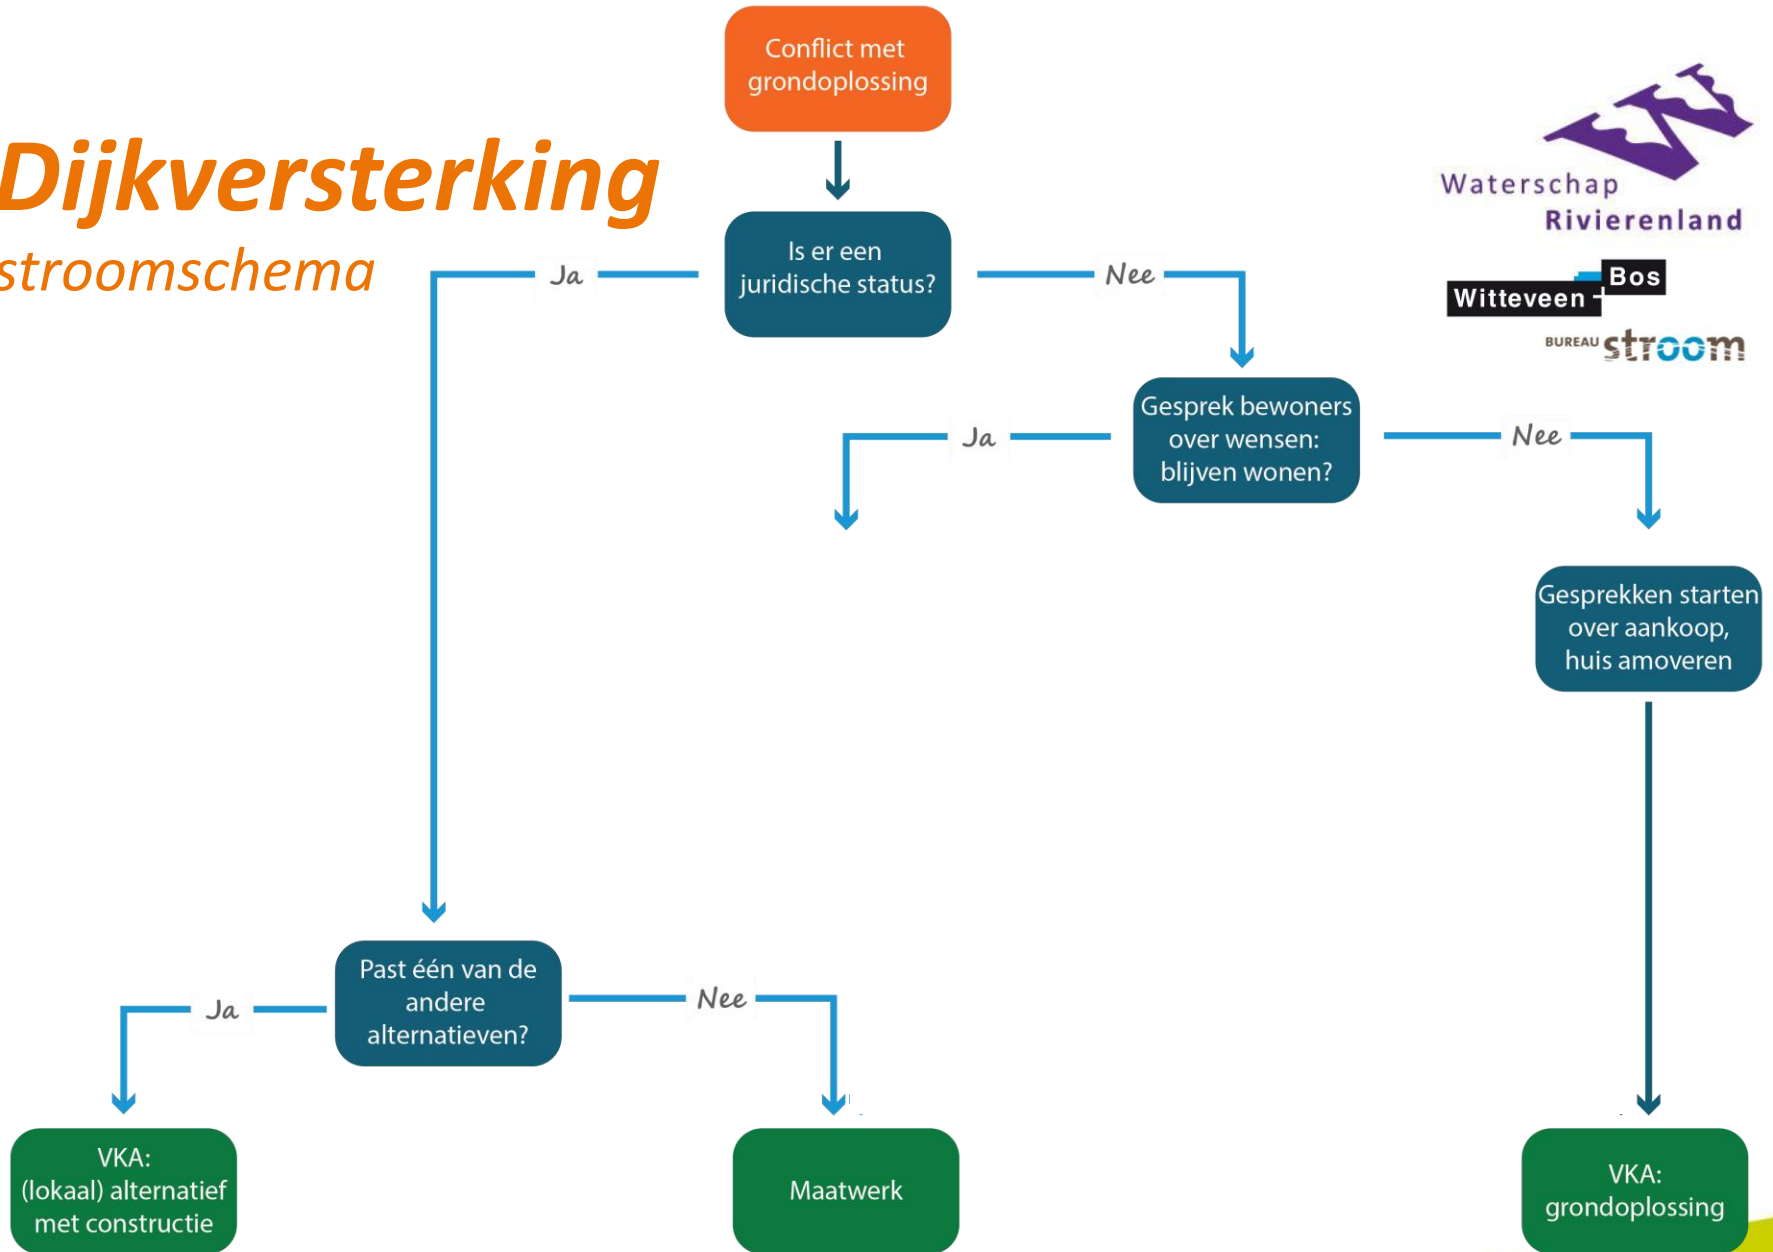 Conflict met
grondoplossing
Dijkversterking
stroomschema
Waterschap
Rivierenland
Witteveen + Bos
BUREAU stroom
Is er een
juridische status?
Ja
Nee
Gesprek bewoners
over wensen:
blijven wonen?
Ja
Nee
Gesprekken starten
over aankoop,
huis amoveren
Past één van de
andere
alternatieven?
Ja
Nee
VKA:
(lokaal) alternatief
met constructie
Maatwerk
VKA:
grondoplossing